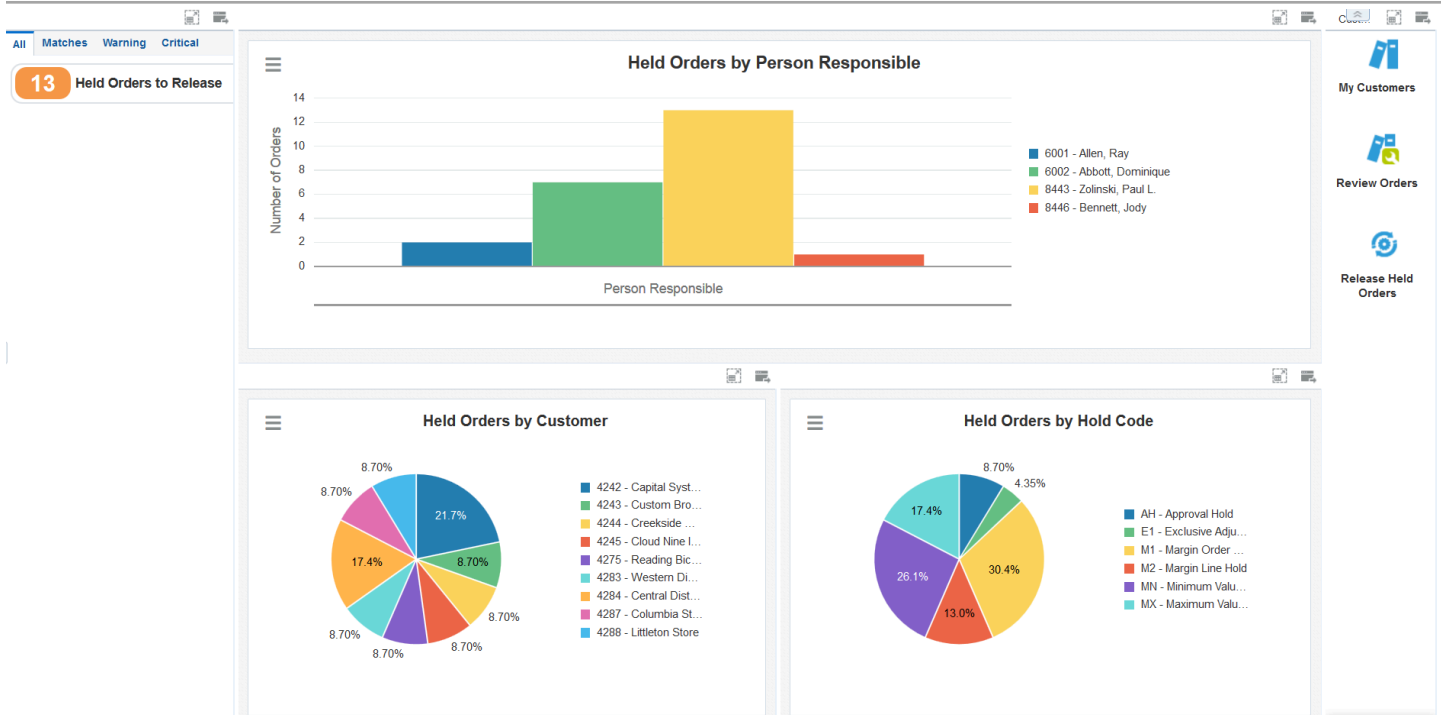 All Matches Warning Critical
13 Held Orders to Release
Held Orders by Person Responsible
Number of Orders
14
12
10
8
6
4
2
0
Person Responsible
6001 - Allen, Ray
6002 - Abbott, Dominique
8443 - Zolinski, Paul L.
8446 - Bennett, Jody
My Customers
Review Orders
Release Held
Orders
Held Orders by Customer
8.70%
8.70%
21.7%
17.4%
8.70%
8.70%
8.70%
8.70%
8.70%
4242 - Capital Syst...
4243 - Custom Bro...
4244 - Creekside ...
4245 - Cloud Nine I...
4275 - Reading Bic...
4283 - Western Di...
4284 - Central Dist...
4287 - Columbia St...
4288 - Littleton Store
Held Orders by Hold Code
8.70%
4.35%
17.4%
30.4%
26.1%
13.0%
AH - Approval Hold
E1 - Exclusive Adju...
M1 - Margin Order ...
M2 - Margin Line Hold
MN - Minimum Valu...
MX - Maximum Valu...